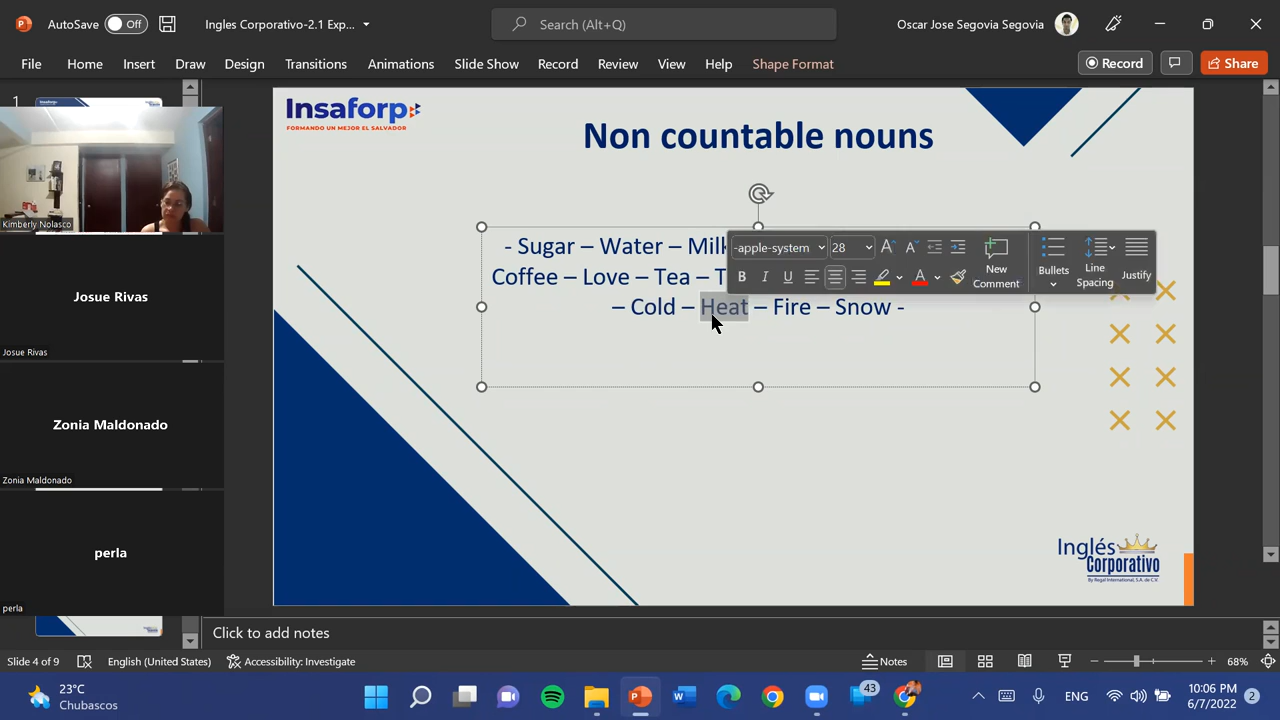 AutoSave Off Ingles Corporativo-2.1 Exp... Search (Alt+Q) Oscar Jose Segovia Segovia
File Home Insert Draw Design Transitions Animations Slide Show Record Review View Help Shape Format Record Share
1
Insaforp
FORMANDO UN MEJOR EL SALVADOR
Non countable nouns
Kimberly Nolasco
- Sugar – Water – Milk
Coffee – Love – Tea – T
– Cold – Heat – Fire – Snow -
-apple-system 28
B I U A
New
Comment
Bullets
Line
Spacing
Justify
Josue Rivas
Josue Rivas
Zonia Maldonado
Zonia Maldonado
perla
perla
Inglés
Corporativo
By Regal International, S.A. de C.V.
Click to add notes
Slide 4 of 9 English (United States) Accessibility: Investigate Notes 68%
23°C
Chubascos
43
ENG
10:06 PM
6/7/2022
2